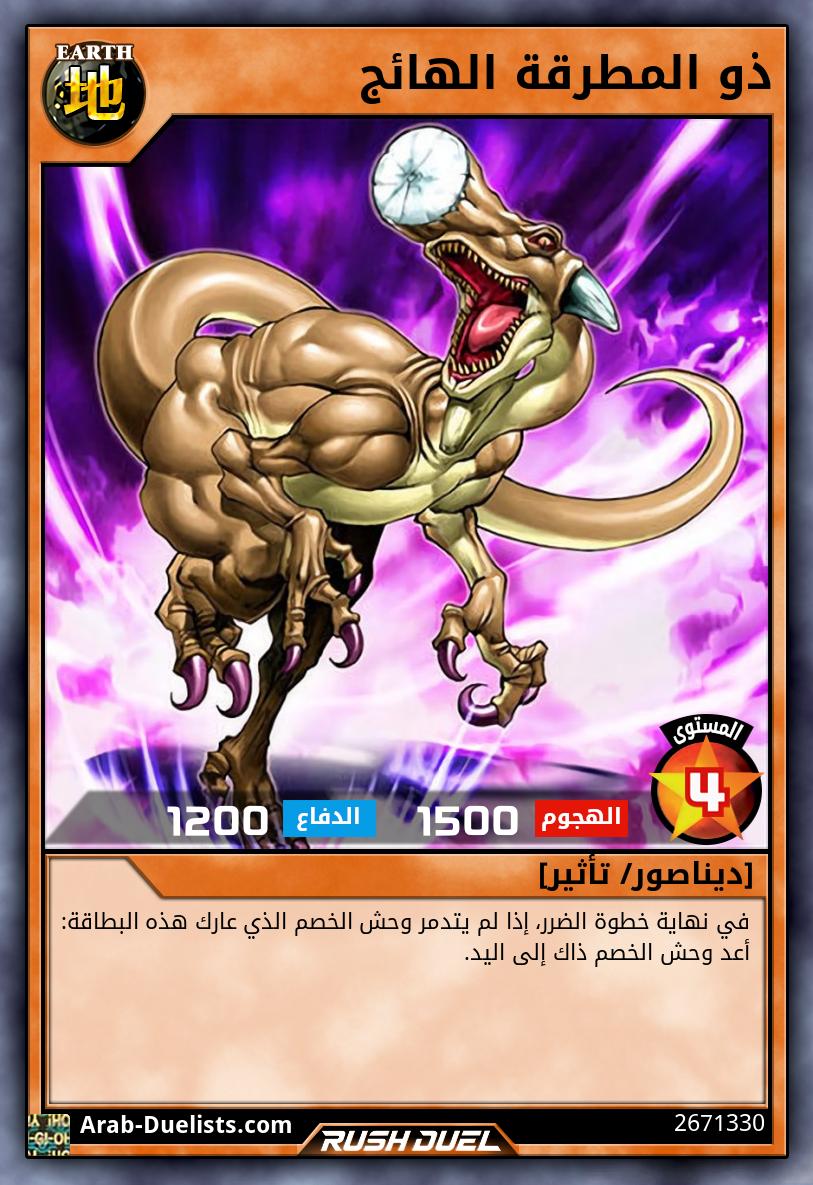 EARTH
地
ذو المطرقة الهائج
المستوى
4
الهجوم 1500 الدفاع 1200
[ديناصور/ تأثير]
في نهاية خطوة الضرر، إذا لم يتدمر وحش الخصم الذي عارك هذه البطاقة:
أعد وحش الخصم ذاك إلى اليد.
Arab-Duelists.com
RUSH DUEL
2671330